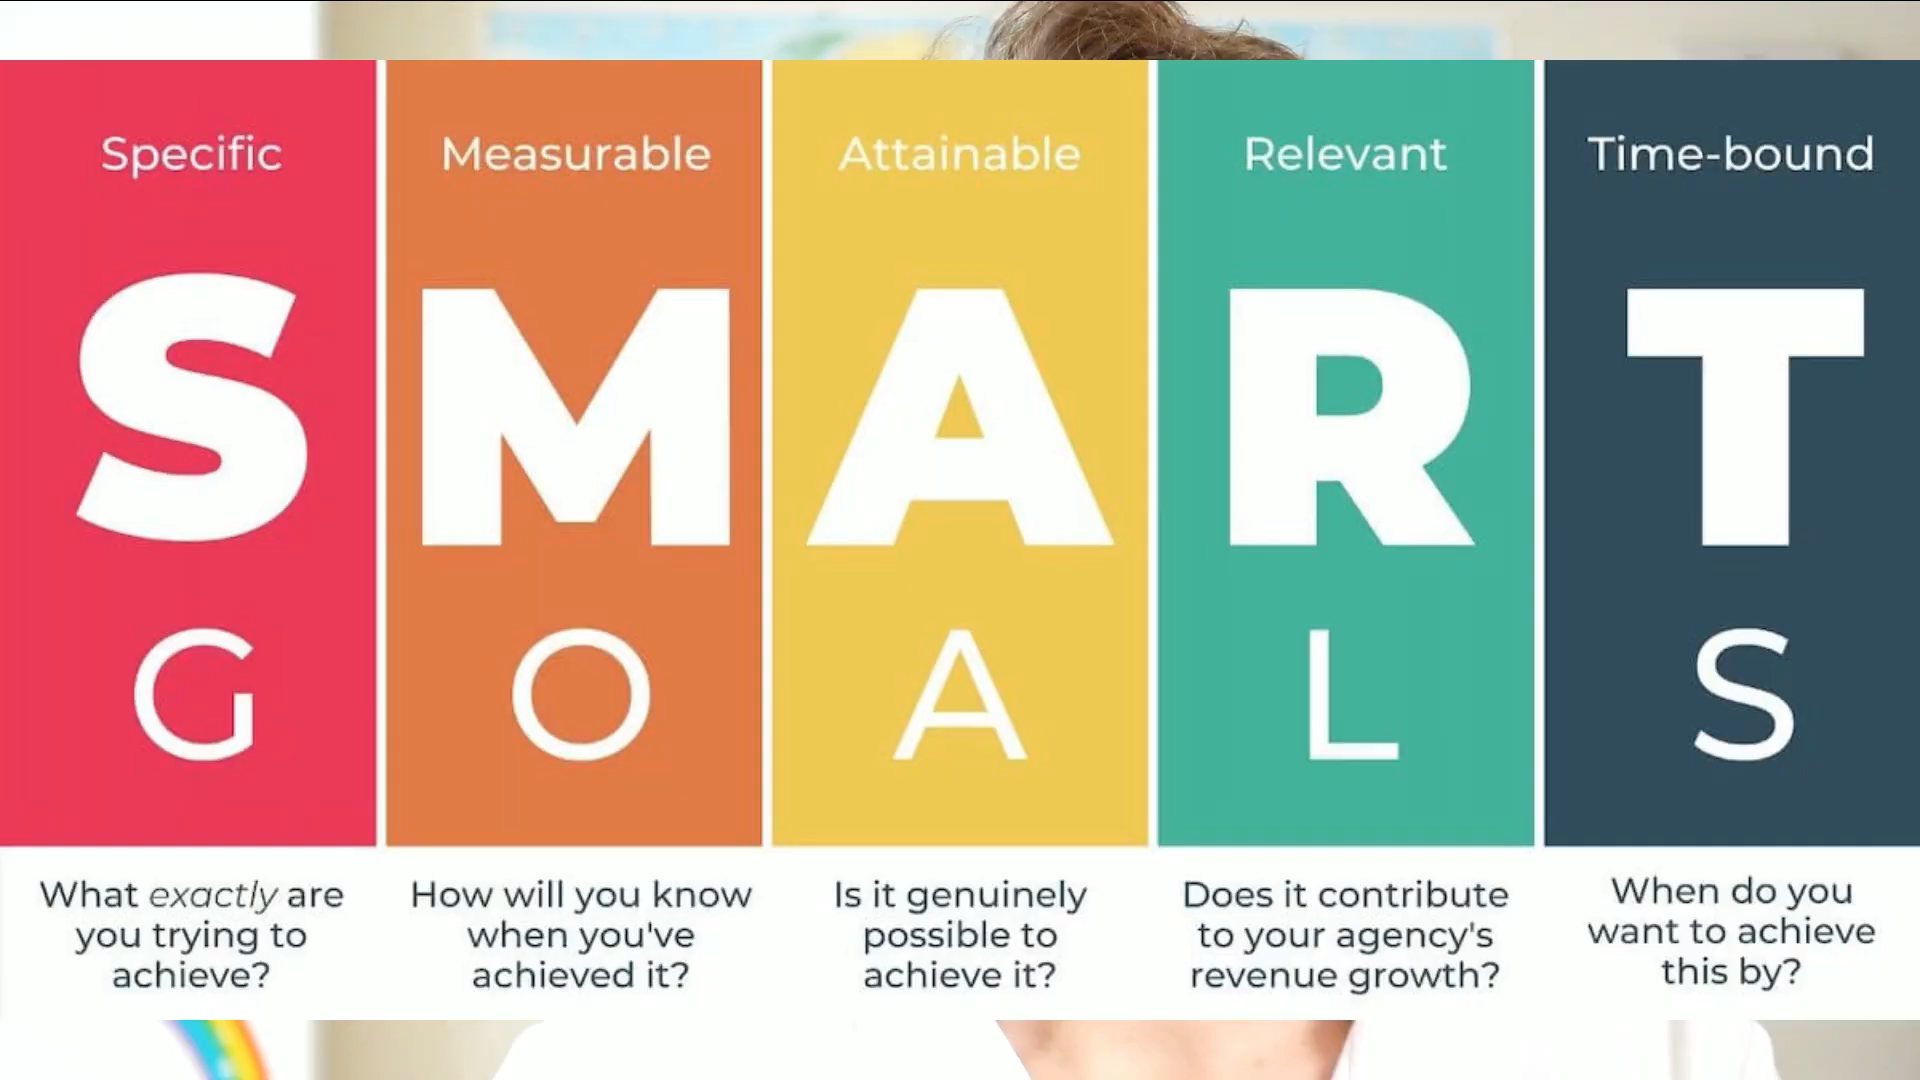 Specific
Measurable
Attainable
Relevant
Time-bound
S
M
A
R
T
G
O
A
L
S
What exactly are
you trying to
achieve?
How will you know
when you've
achieved it?
Is it genuinely
possible to
achieve it?
Does it contribute
to your agency's
revenue growth?
When do you
want to achieve
this by?